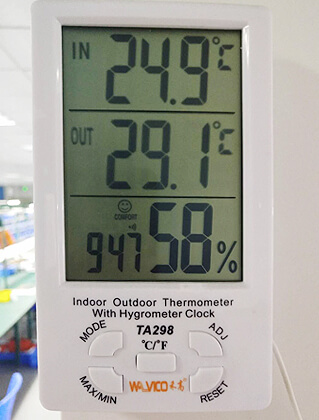 IN 24.9°C
OUT 29.1°C
COMFORT
947 58%
Indoor Outdoor Thermometer
With Hygrometer Clock
MODE TA298 ADJ
°C/°F
MAX/MIN WALVICO RESET